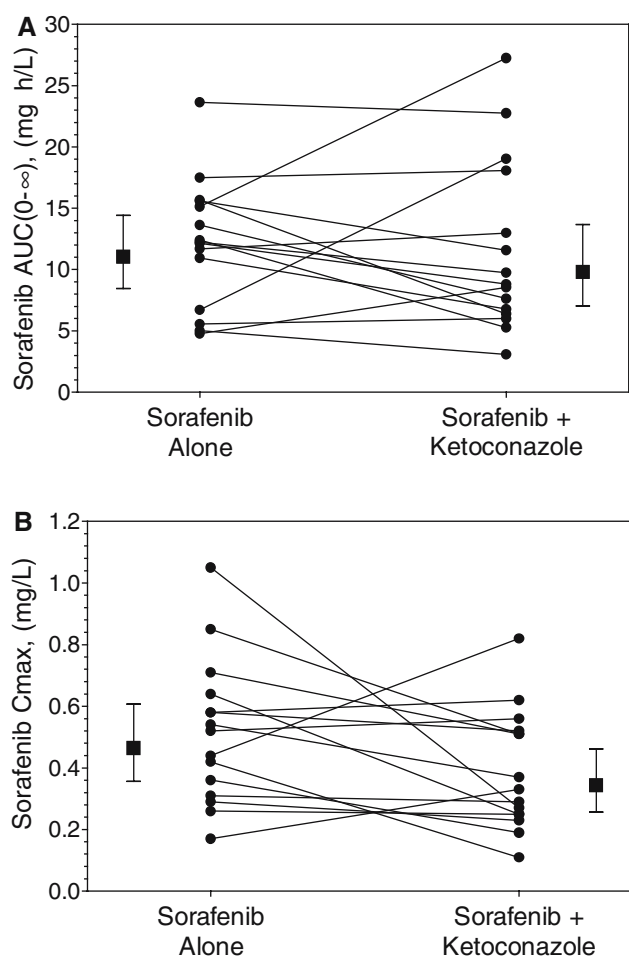 A
30
25
20
15
10
5
0
Sorafenib AUC(0-∞), (mg h/L)
Sorafenib
Alone
Sorafenib +
Ketoconazole
B
1.2
1.0
0.8
0.6
0.4
0.2
0.0
Sorafenib Cmax, (mg/L)
Sorafenib
Alone
Sorafenib +
Ketoconazole